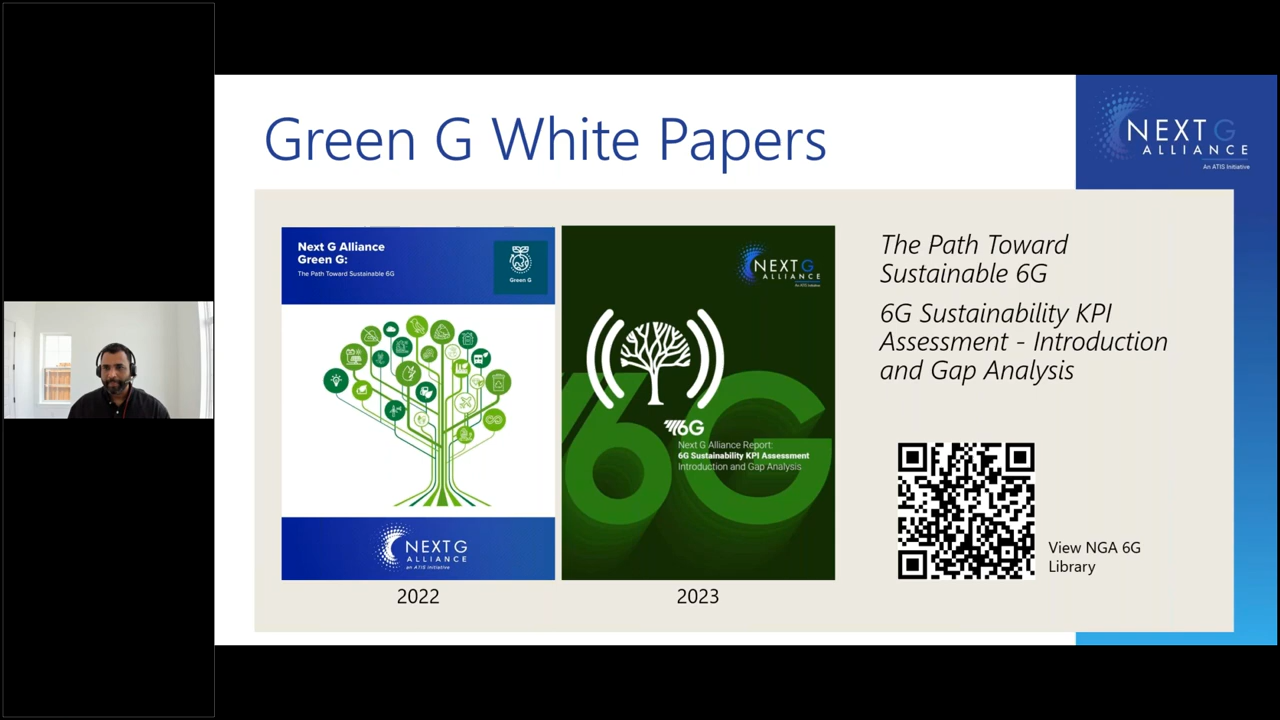 Green G White Papers
NEXT G
ALLIANCE
An ATIS Initiative
Next G Alliance
Green G:
The Path Toward Sustainable 6G
Green G
NEXT G
ALLIANCE
an ATIS Initiative
2022
NEXT G
ALLIANCE
An ATIS Initiative
6G
6G
Next G Alliance Report:
6G Sustainability KPI Assessment
Introduction and Gap Analysis
2023
The Path Toward
Sustainable 6G
6G Sustainability KPI
Assessment - Introduction
and Gap Analysis
View NGA 6G
Library